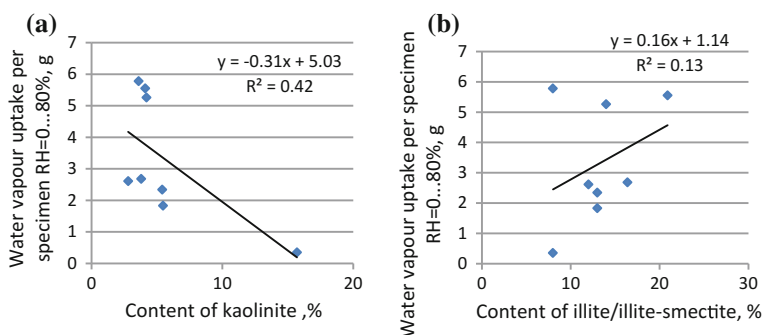 (a)
Water vapour uptake per
specimen RH=0...80%, g
7
6
5
4
3
2
1
0
y = -0.31x + 5.03
R² = 0.42
0 10 20
Content of kaolinite ,%
(b)
Water vapour uptake per specimen
RH=0...80%, g
7
6
5
4
3
2
1
0
y = 0.16x + 1.14
R² = 0.13
0 10 20 30
Content of illite/illite-smectite, %